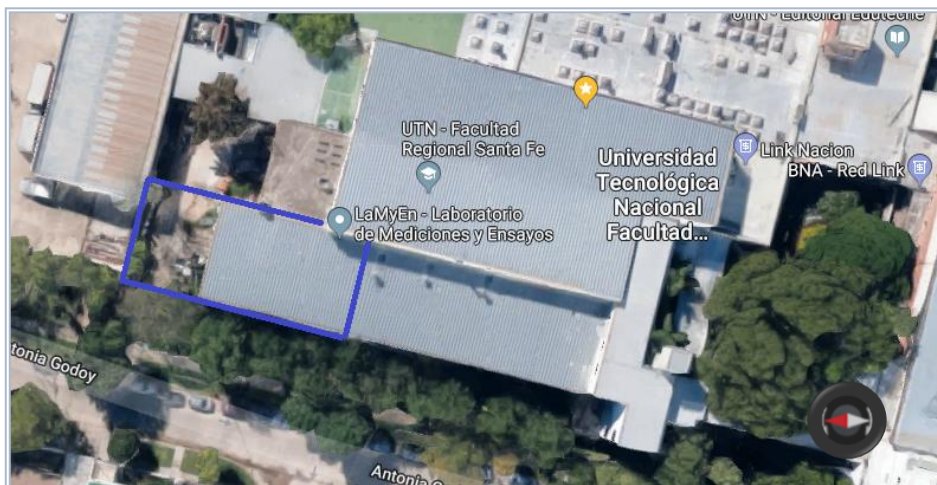 UTN - Editorial Edutecne
UTN - Facultad
Regional Santa Fe
Universidad
Tecnológica
Nacional
Facultad...
Link Nacion
BNA - Red Link
LaMyEn - Laboratorio
de Mediciones y Ensayos
tonia Godoy
Antonia G